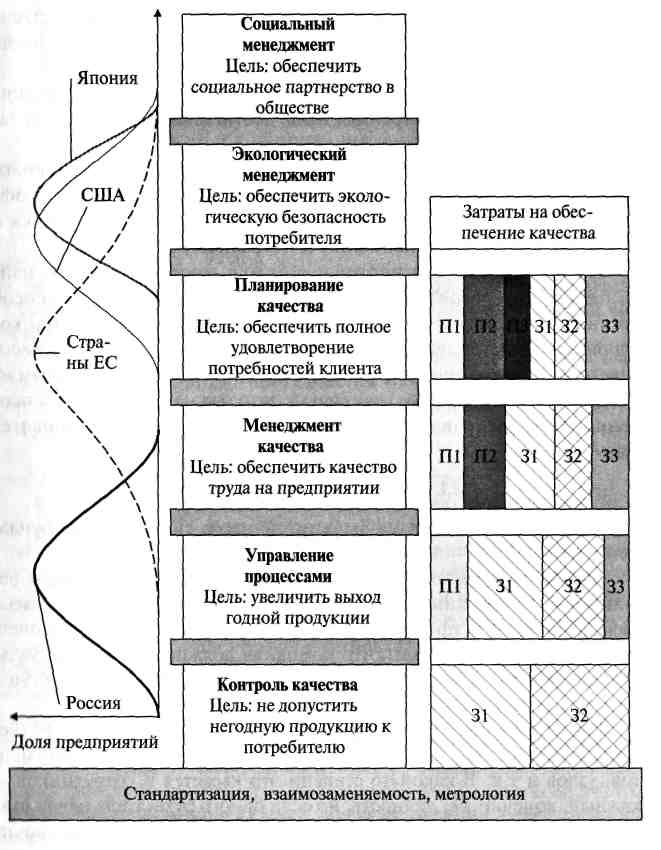 Социальный
менеджмент
Цель: обеспечить
социальное партнерство в
обществе
Япония
Экологический
менеджмент
Цель: обеспечить эколо-
гическую безопасность
потребителя
США
Затраты на обес-
печение качества
Планирование
качества
Цель: обеспечить полное
удовлетворение
потребностей клиента
Стра-
ны ЕС
П1 П2 П3 З1 З2 З3
Менеджмент
качества
Цель: обеспечить качество
труда на предприятии
П1 П2 З1 З2 З3
Управление
процессами
Цель: увеличить выход
годной продукции
П1 З1 З2 З3
Контроль качества
Цель: не допустить
негодную продукцию к
потребителю
Россия
Доля предприятий
З1 З2
Стандартизация, взаимозаменяемость, метрология